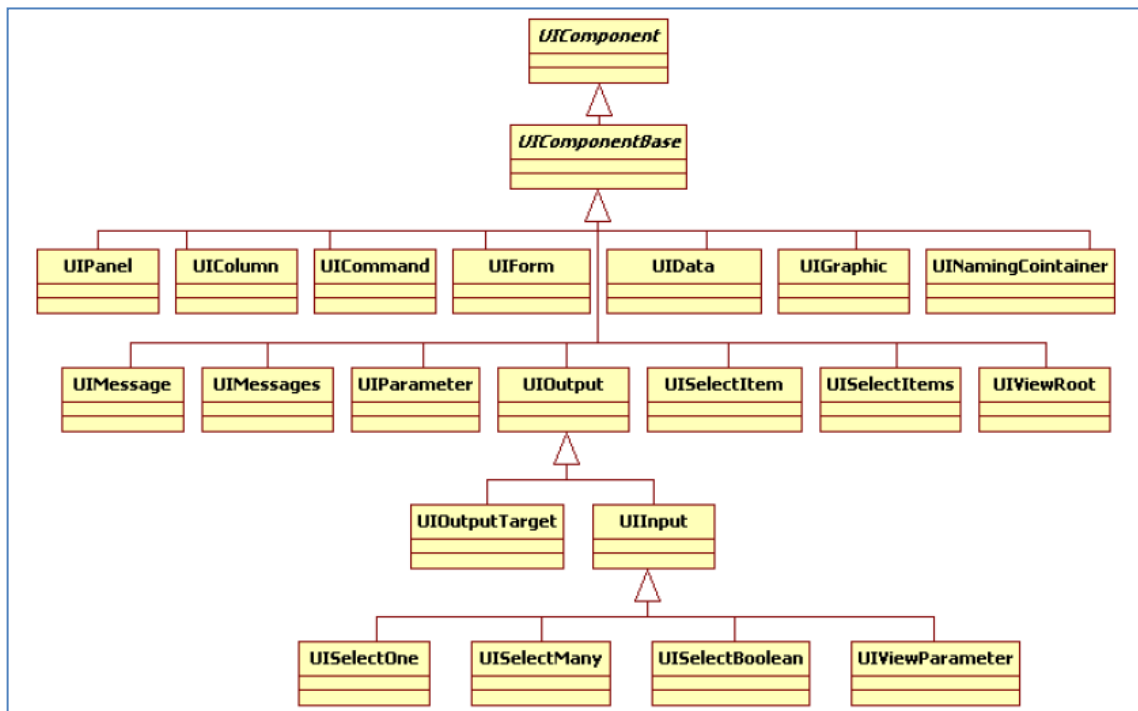 UIComponent
UIComponentBase
UIPanel UIColumn UICommand UIForm UIData UIGraphic UINamingCointainer
UIMessage UIMessages UIParameter UIOutput UISelectItem UISelectItems UIViewRoot
UIOutputTarget UIInput
UISelectOne UISelectMany UISelectBoolean UIViewParameter